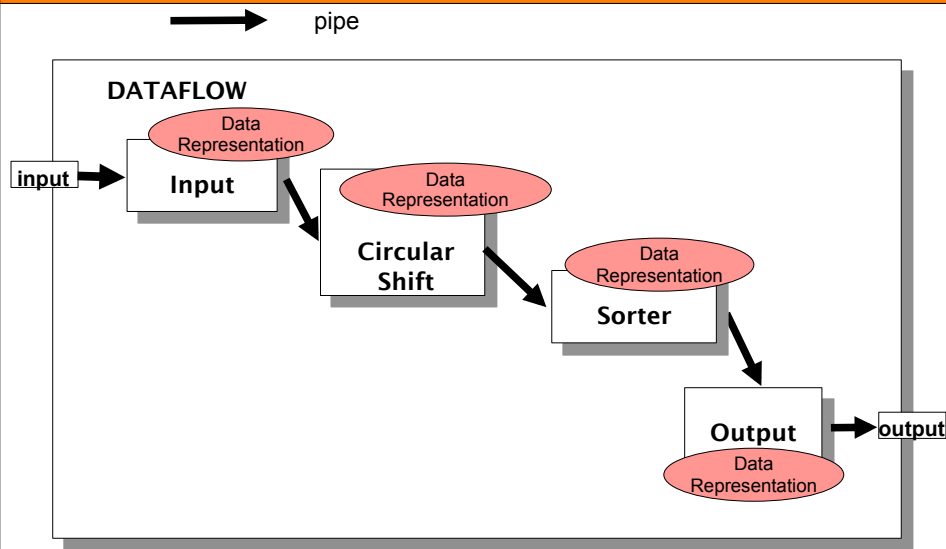 pipe
DATAFLOW
Data
Representation
input
Input
Data
Representation
Circular
Shift
Data
Representation
Sorter
Output
output
Data
Representation